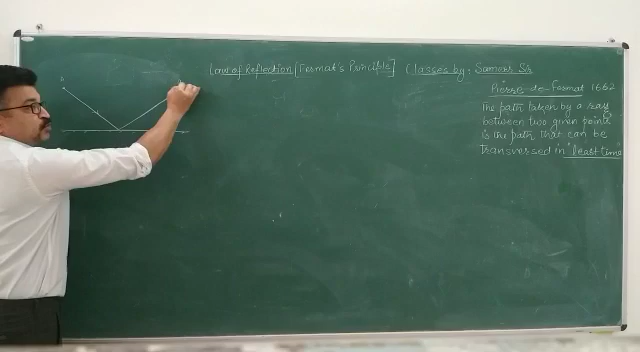 Law of Reflection [Fermat's Principle] Classes by: Samuvs Sir
Pierre-de-Fermat 1662
The path taken by a ray
between two given points
is the path that can be
transversed in "least time"